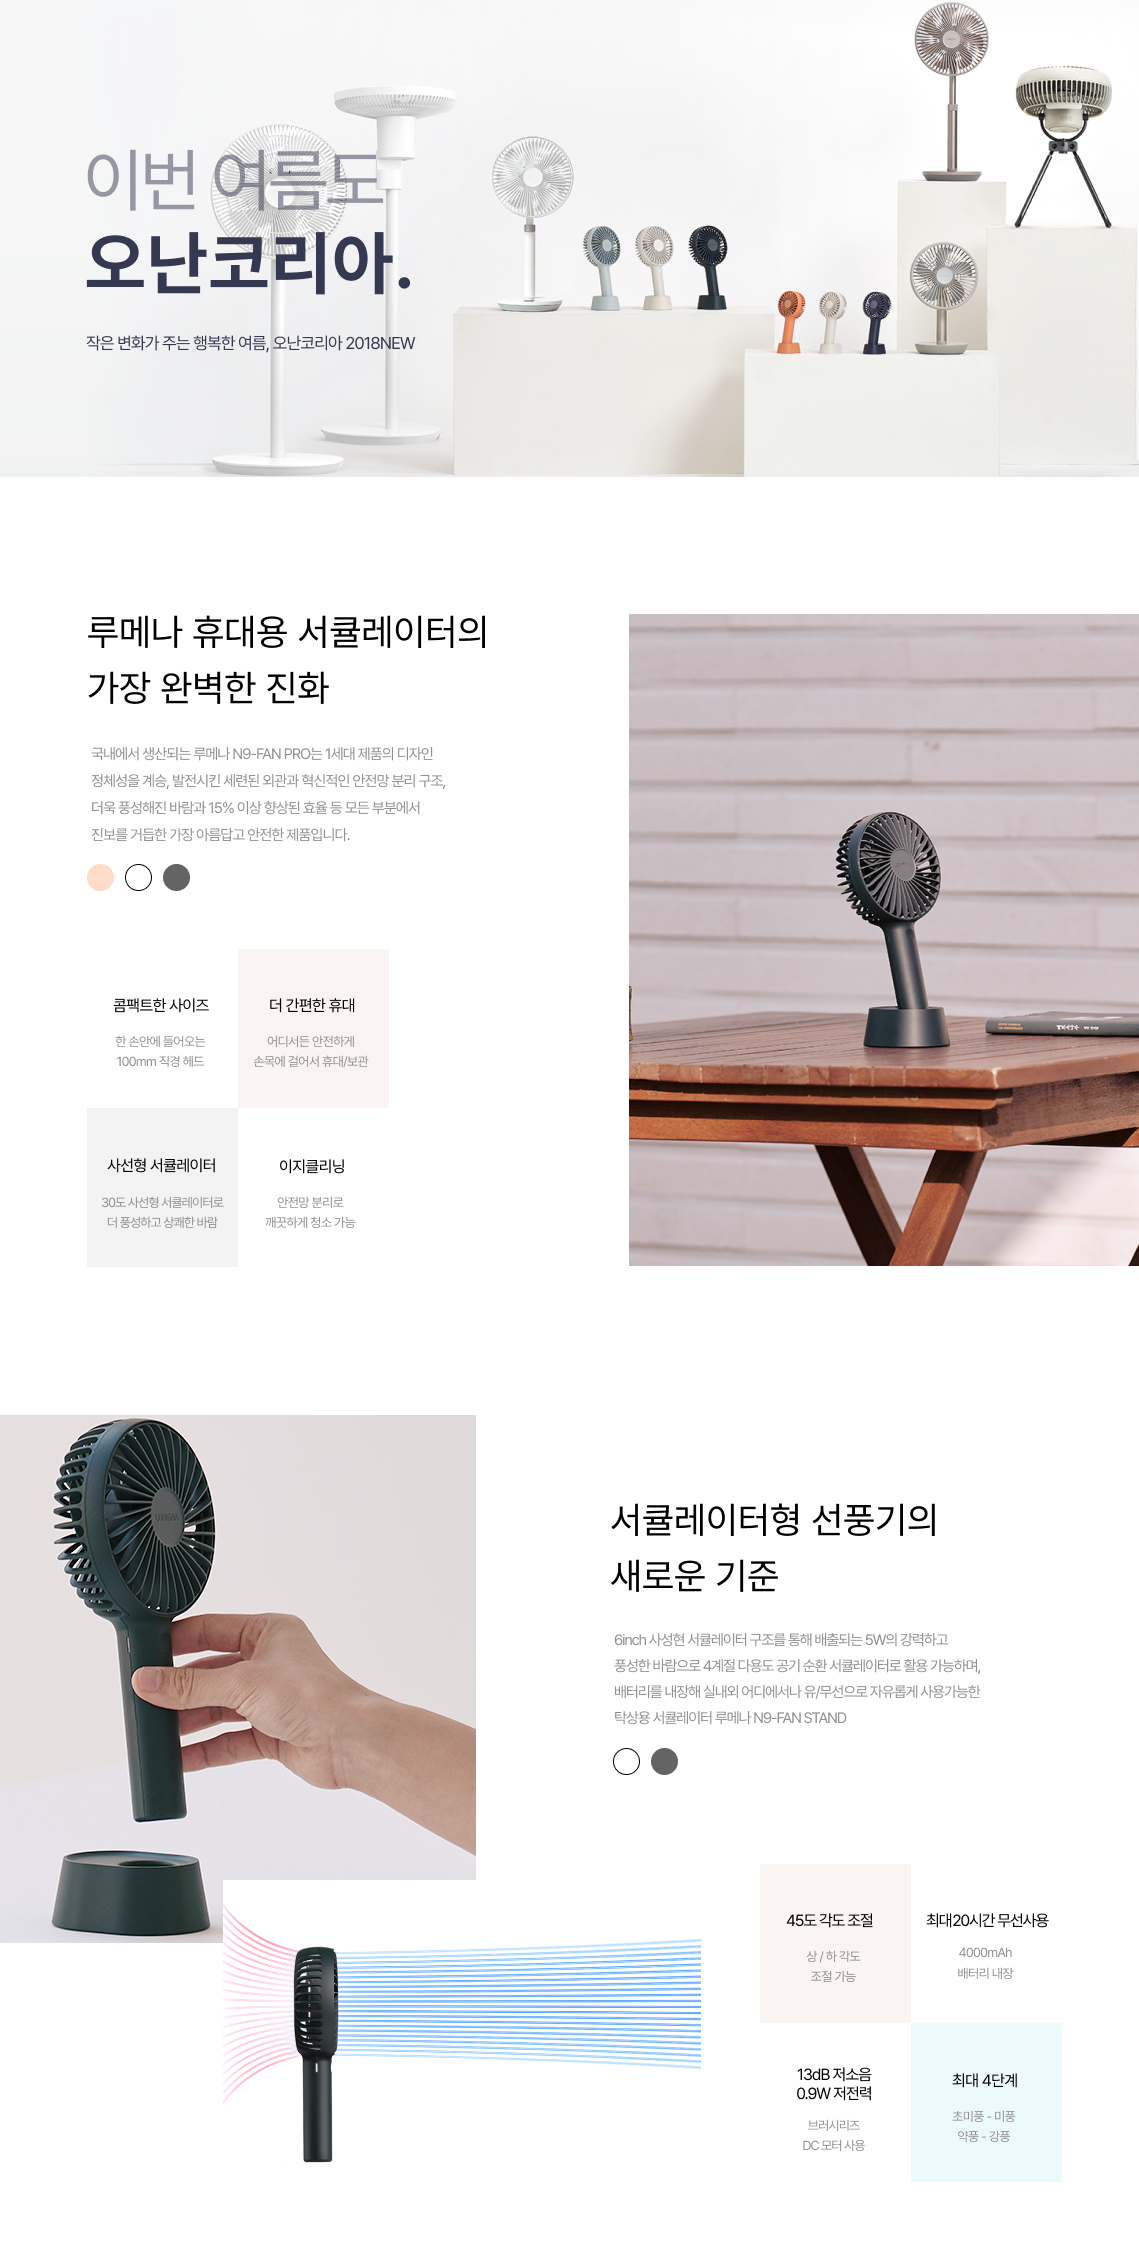 이번 여름도
오난코리아.
작은 변화가 주는 행복한 여름, 오난코리아 2018NEW
루메나 휴대용 서큘레이터의
가장 완벽한 진화
국내에서 생산되는 루메나 N9-FAN PRO는 1세대 제품의 디자인
정체성을 계승, 발전시킨 세련된 외관과 혁신적인 안전망 분리 구조,
더욱 풍성해진 바람과 15% 이상 향상된 효율 등 모든 부분에서
진보를 거듭한 가장 아름답고 안전한 제품입니다.
콤팩트한 사이즈
한 손안에 들어오는
100mm 직경 헤드
더 간편한 휴대
어디서든 안전하게
손목에 걸어서 휴대/보관
사선형 서큘레이터
30도 사선형 서큘레이터로
더 풍성하고 상쾌한 바람
이지클리닝
안전망 분리로
깨끗하게 청소 가능
서큘레이터형 선풍기의
새로운 기준
6inch 사성현 서큘레이터 구조를 통해 배출되는 5W의 강력하고
풍성한 바람으로 4계절 다용도 공기 순환 서큘레이터로 활용 가능하며,
배터리를 내장해 실내외 어디에서나 유/무선으로 자유롭게 사용가능한
탁상용 서큘레이터 루메나 N9-FAN STAND
45도 각도 조절
상 / 하 각도
조절 가능
최대20시간 무선사용
4000mAh
배터리 내장
13dB 저소음
0.9W 저전력
브러시리즈
DC 모터 사용
최대 4단계
초미풍 - 미풍
약풍 - 강풍